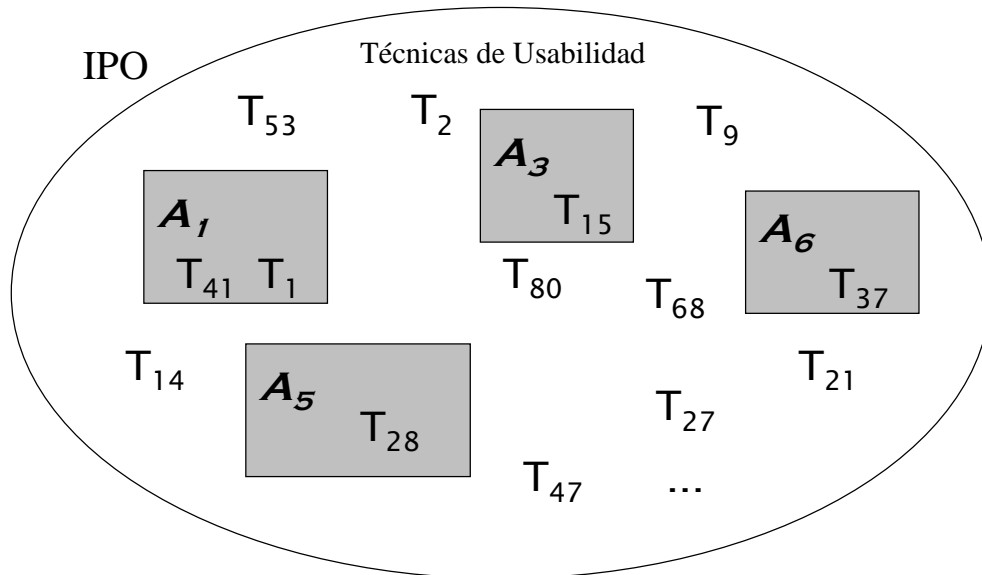 IPO
Técnicas de Usabilidad
T53
T2
T9
A3
T15
A1
T41 T1
A6
T37
T80
T68
T14
T21
A5
T28
T27
T47
...